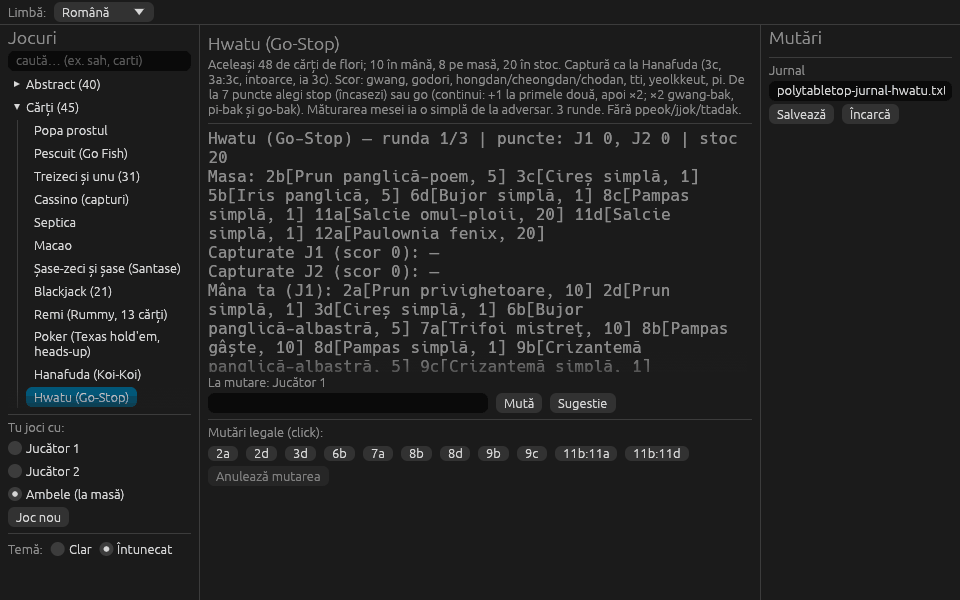 Limbă: Română
Jocuri
caută... (ex. sah, carti)
Abstract (40)
Cărți (45)
Popa prostul
Pescuit (Go Fish)
Treizeci și unu (31)
Cassino (capturi)
Septica
Macao
Șase-zeci și șase (Santase)
Blackjack (21)
Remi (Rummy, 13 cărți)
Poker (Texas hold'em,
heads-up)
Hanafuda (Koi-Koi)
Hwatu (Go-Stop)
Tu joci cu:
Jucător 1
Jucător 2
Ambele (la masă)
Joc nou
Temă: Clar Întunecat
Hwatu (Go-Stop)
Aceleași 48 de cărți de flori; 10 în mână, 8 pe masă, 20 în stoc. Captură ca la Hanafuda (3c,
3a:3c, intoarce, ia 3c). Scor: gwang, godori, hongdan/cheongdan/chodan, tti, yeolkkeut, pi. De
la 7 puncte alegi stop (încasezi) sau go (continui: +1 la primele două, apoi ×2; ×2 gwang-bak,
pi-bak și go-bak). Măturarea mesei ia o simplă de la adversar. 3 runde. Fără ppeok/jjok/ttadak.
Hwatu (Go-Stop) — runda 1/3 | puncte: J1 0, J2 0 | stoc
20
Masa: 2b[Prun panglică-poem, 5] 3c[Cireș simplă, 1]
5b[Iris panglică, 5] 6d[Bujor simplă, 1] 8c[Pampas
simplă, 1] 11a[Salcie omul-ploii, 20] 11d[Salcie
simplă, 1] 12a[Paulownia fenix, 20]
Capturate J1 (scor 0): —
Capturate J2 (scor 0): —
Mâna ta (J1): 2a[Prun privighetoare, 10] 2d[Prun
simplă, 1] 3d[Cireș simplă, 1] 6b[Bujor
panglică-albastră, 5] 7a[Trifoi mistreț, 10] 8b[Pampas
gâște, 10] 8d[Pampas simplă, 1] 9b[Crizantemă
panglică-albastră, 5] 9c[Crizantemă simplă, 1]
La mutare: Jucător 1
Mută Sugestie
Mutări legale (click):
2a 2d 3d 6b 7a 8b 8d 9b 9c 11b:11a 11b:11d
Anulează mutarea
Mutări
Jurnal
polytabletop-jurnal-hwatu.txt
Salvează Încarcă